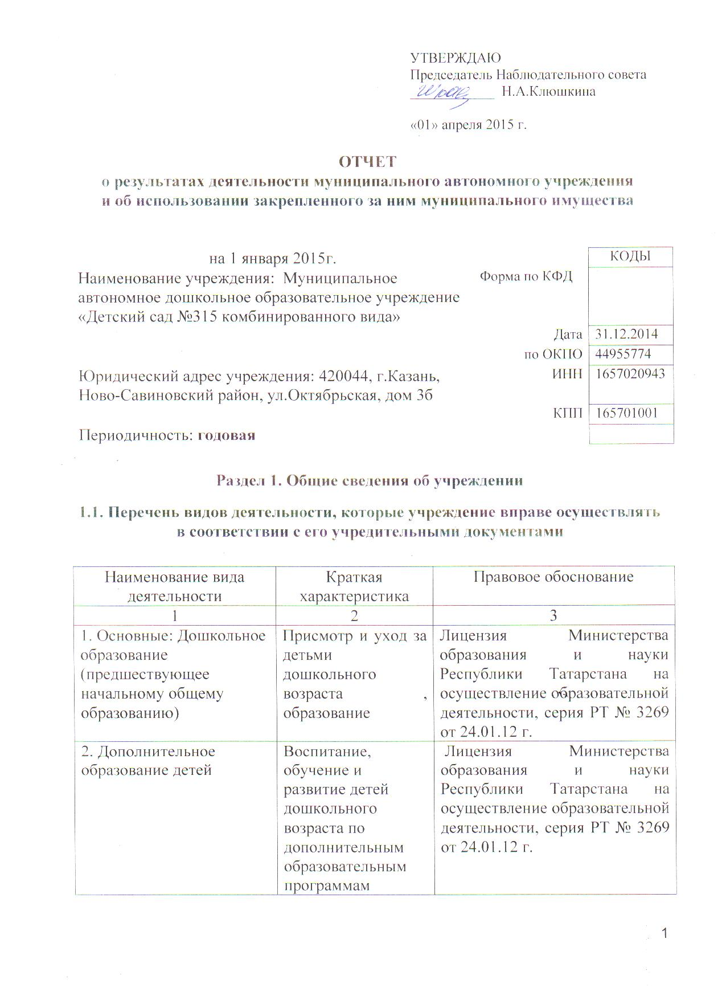 УТВЕРЖДАЮ
Председатель Наблюдательного совета
Н.А.Клюшкина
«01» апреля 2015 г.
ОТЧЕТ
о результатах деятельности муниципального автономного учреждения
и об использовании закрепленного за ним муниципального имущества
на 1 января 2015г.
КОДЫ
Наименование учреждения: Муниципальное
Форма по КФД
автономное дошкольное образовательное учреждение
«Детский сад №315 комбинированного вида»
Дата 31.12.2014
по ОКПО 44955774
Юридический адрес учреждения: 420044, г.Казань,
ИНН 1657020943
Ново-Савиновский район, ул.Октябрьская, дом 3б
КПП 165701001
Периодичность: годовая
Раздел 1. Общие сведения об учреждении
1.1. Перечень видов деятельности, которые учреждение вправе осуществлять
в соответствии с его учредительными документами
Наименование вида
деятельности
Краткая
характеристика
Правовое обоснование
1
2
3
1. Основные: Дошкольное
образование
(предшествующее
начальному общему
образованию)
Присмотр и уход за
детьми
дошкольного
возраста ,
образование
Лицензия Министерства
образования и науки
Республики Татарстана на
осуществление образовательной
деятельности, серия РТ № 3269
от 24.01.12 г.
2. Дополнительное
образование детей
Воспитание,
обучение и
развитие детей
дошкольного
возраста по
дополнительным
образовательным
программам
Лицензия Министерства
образования и науки
Республики Татарстана на
осуществление образовательной
деятельности, серия РТ № 3269
от 24.01.12 г.
1